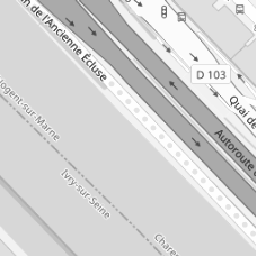 de l'Ancienne Écluse
D 103
Quai de
Autoroute
Nogent-sur-Marne
Ivry-sur-Seine
Charen